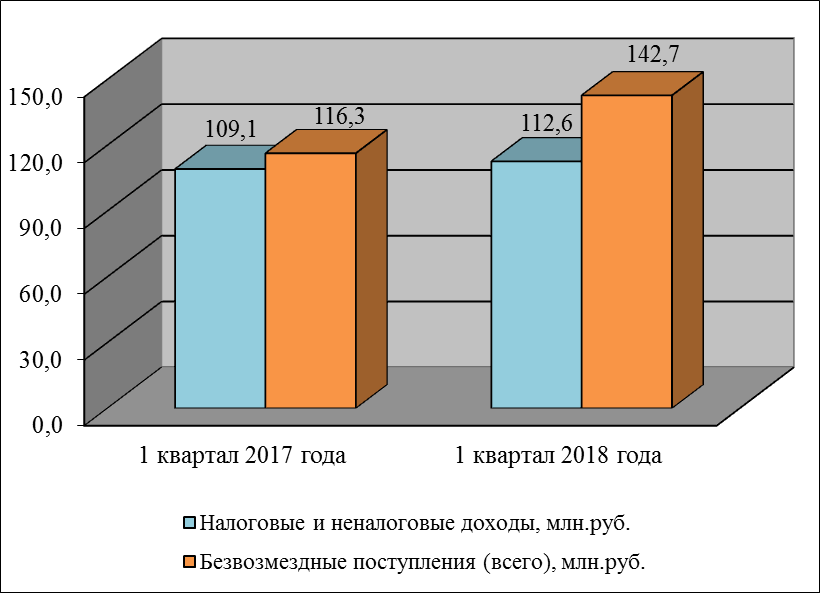 142,7
150,0
109,1
116,3
112,6
120,0
90,0
60,0
30,0
0,0
1 квартал 2017 года
1 квартал 2018 года
Налоговые и неналоговые доходы, млн.руб.
Безвозмездные поступления (всего), млн.руб.